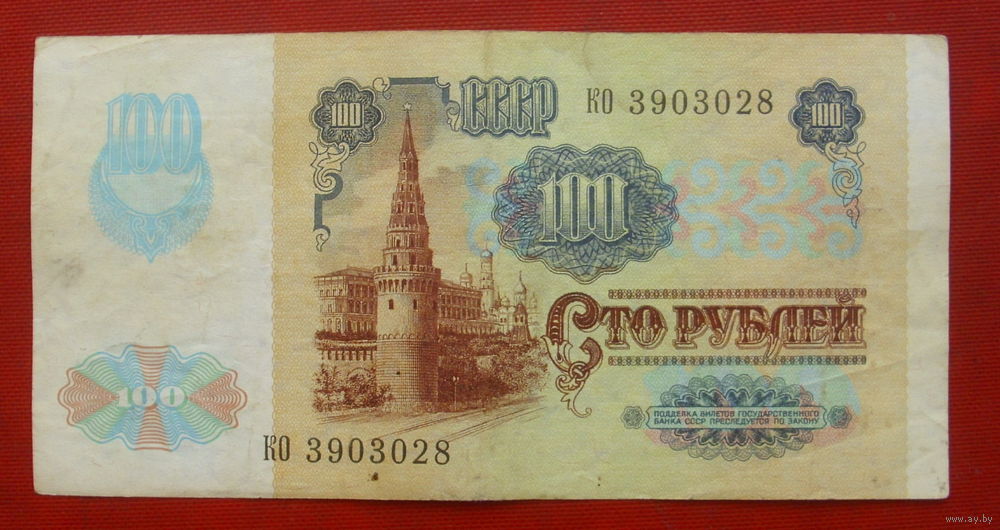 100
100
СССР
КО 3903028
100
100
СТО РУБЛЕЙ
100
ПОДДЕЛКА БИЛЕТОВ ГОСУДАРСТВЕННОГО
БАНКА СССР ПРЕСЛЕДУЕТСЯ ПО ЗАКОНУ
КО 3903028
www.ay.by